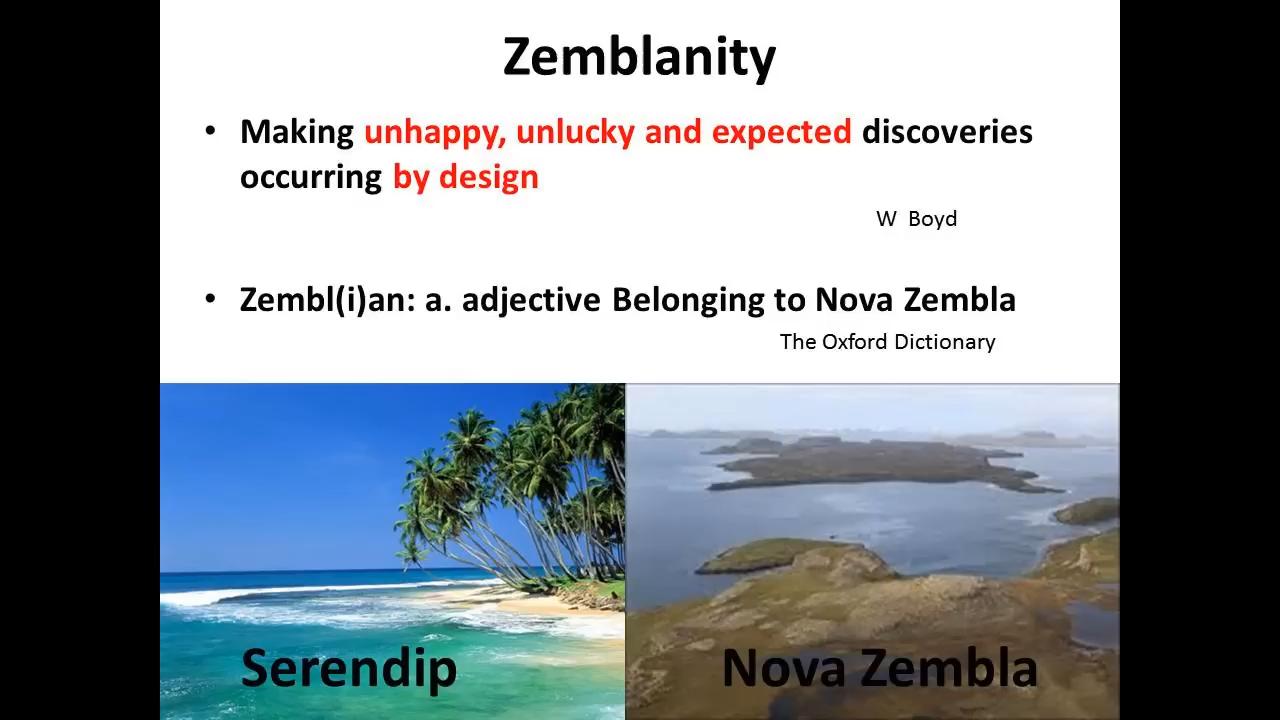 Zemblanity
• Making unhappy, unlucky and expected discoveries
occurring by design
W Boyd
• Zembl(i)an: a. adjective Belonging to Nova Zembla
The Oxford Dictionary
Serendip
Nova Zembla